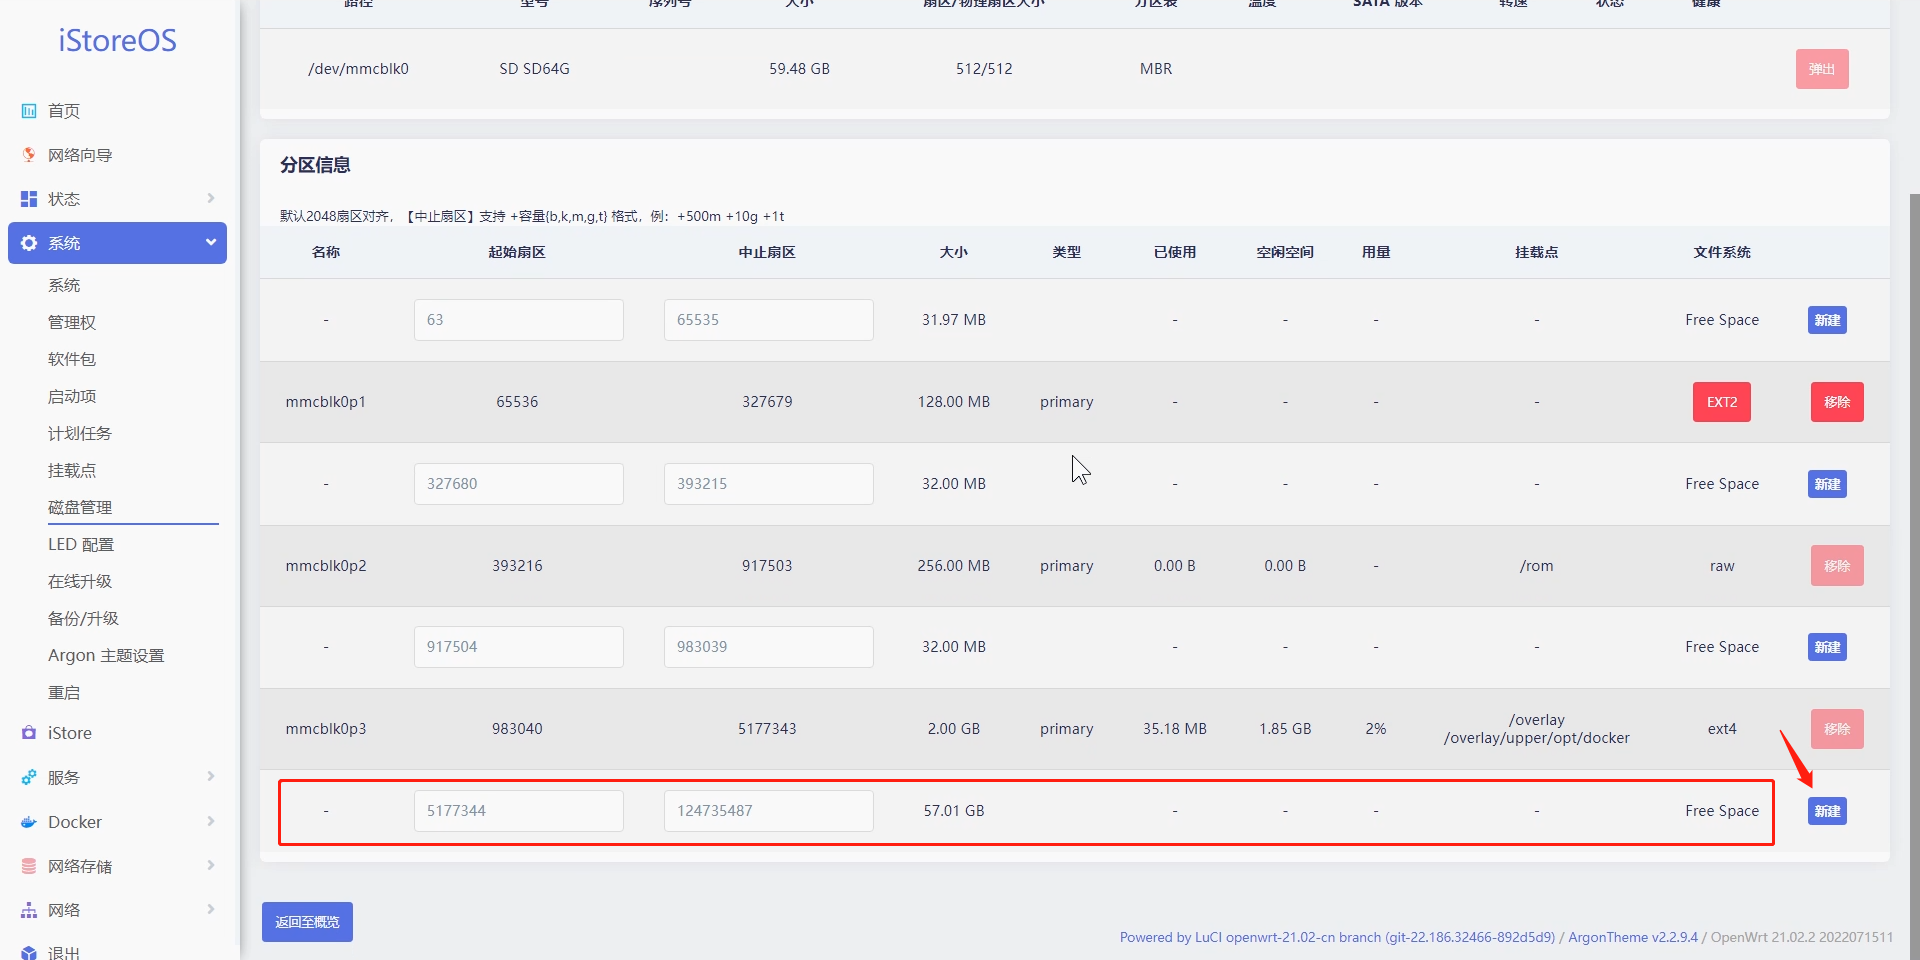 iStoreOS
首页
网络向导
状态
系统
系统
管理权
软件包
启动项
计划任务
挂载点
磁盘管理
LED 配置
在线升级
备份/升级
Argon 主题设置
重启
iStore
服务
Docker
网络存储
网络
退出
路径 型号 序列号 大小 扇区/物理扇区大小 分区表 温度 SATA 版本 转速 状态 健康
/dev/mmcblk0 SD SD64G 59.48 GB 512/512 MBR 弹出
分区信息
默认2048扇区对齐，【中止扇区】支持 +容量{b,k,m,g,t} 格式，例：+500m +10g +1t
名称 起始扇区 中止扇区 大小 类型 已使用 空闲空间 用量 挂载点 文件系统
- 63 65535 31.97 MB - - - - Free Space 新建
mmcblk0p1 65536 327679 128.00 MB primary - - - - EXT2 移除
- 327680 393215 32.00 MB - - - - Free Space 新建
mmcblk0p2 393216 917503 256.00 MB primary 0.00 B 0.00 B - /rom raw 移除
- 917504 983039 32.00 MB - - - - Free Space 新建
mmcblk0p3 983040 5177343 2.00 GB primary 35.18 MB 1.85 GB 2% /overlay
/overlay/upper/opt/docker ext4 移除
- 5177344 124735487 57.01 GB - - - - Free Space 新建
返回至概览
Powered by LuCI openwrt-21.02-cn branch (git-22.186.32466-892d5d9) / ArgonTheme v2.2.9.4 / OpenWrt 21.02.2 2022071511